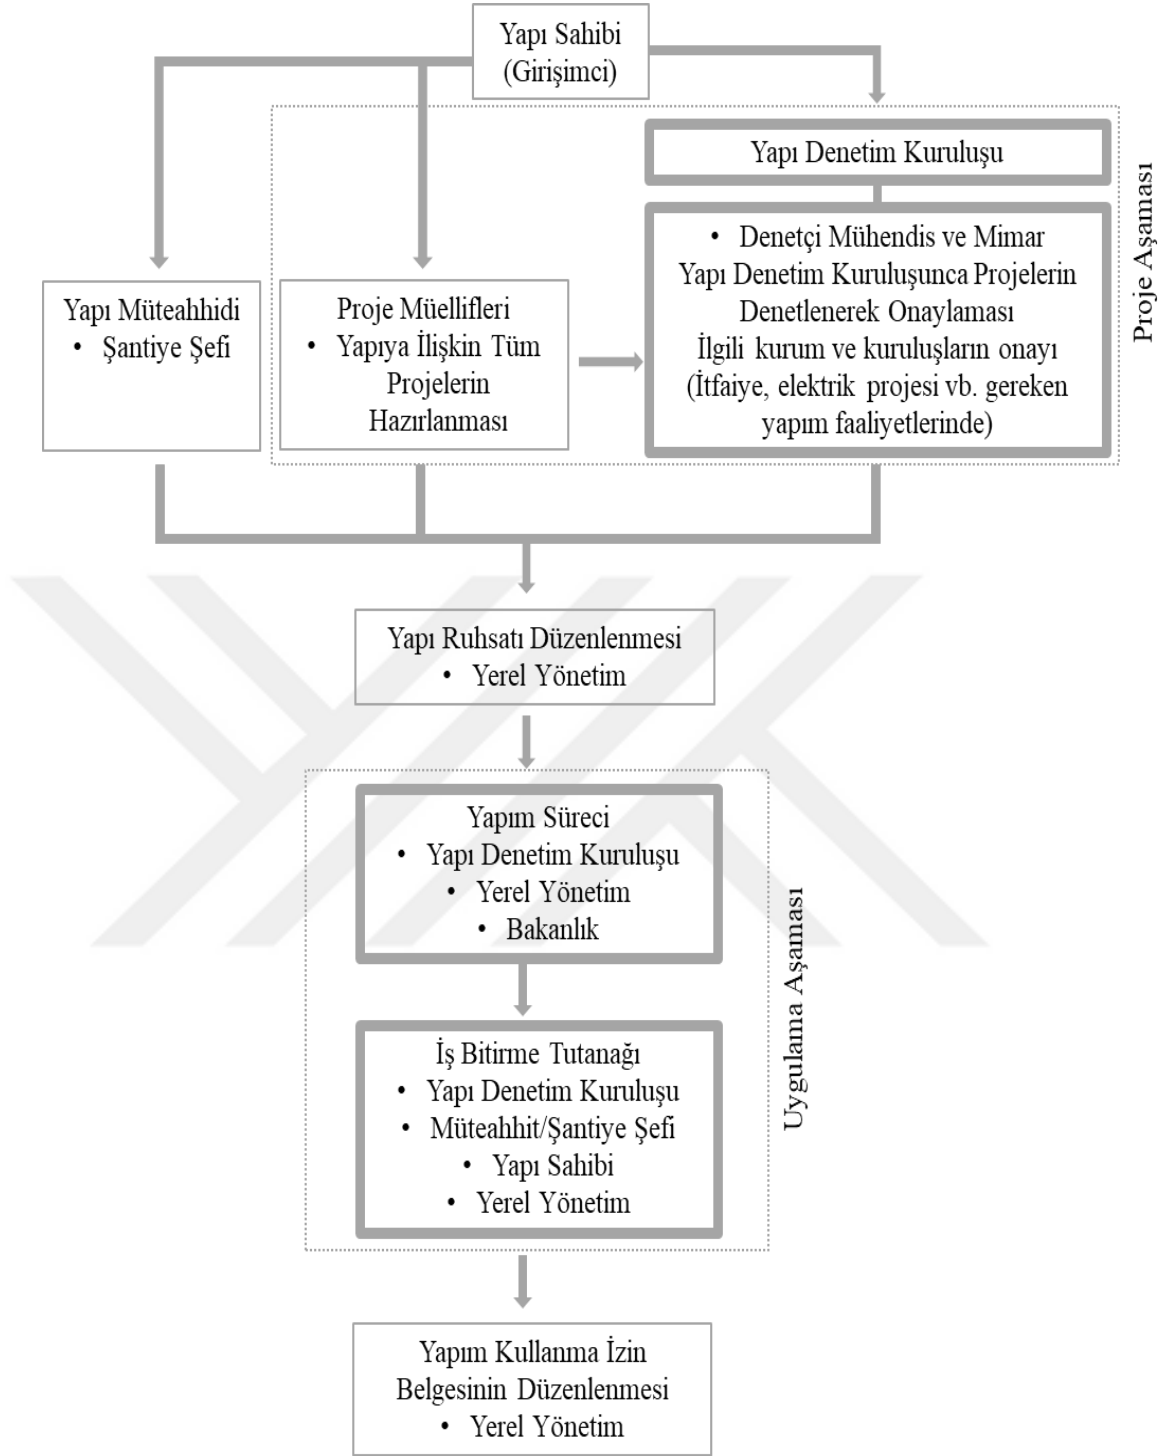 Yapı Sahibi
(Girişimci)
Yapı Denetim Kuruluşu
• Denetçi Mühendis ve Mimar
Yapı Denetim Kuruluşunca Projelerin
Denetlenerek Onaylaması
İlgili kurum ve kuruluşların onayı
(İtfaiye, elektrik projesi vb. gereken
yapım faaliyetlerinde)
Proje Aşaması
Yapı Müteahhidi
• Şantiye Şefi
Proje Müellifleri
• Yapıya İlişkin Tüm
Projelerin
Hazırlanması
Yapı Ruhsatı Düzenlenmesi
• Yerel Yönetim
Yapım Süreci
• Yapı Denetim Kuruluşu
• Yerel Yönetim
• Bakanlık
Uygulama Aşaması
İş Bitirme Tutanağı
• Yapı Denetim Kuruluşu
• Müteahhit/Şantiye Şefi
• Yapı Sahibi
• Yerel Yönetim
Yapım Kullanma İzin
Belgesinin Düzenlenmesi
• Yerel Yönetim